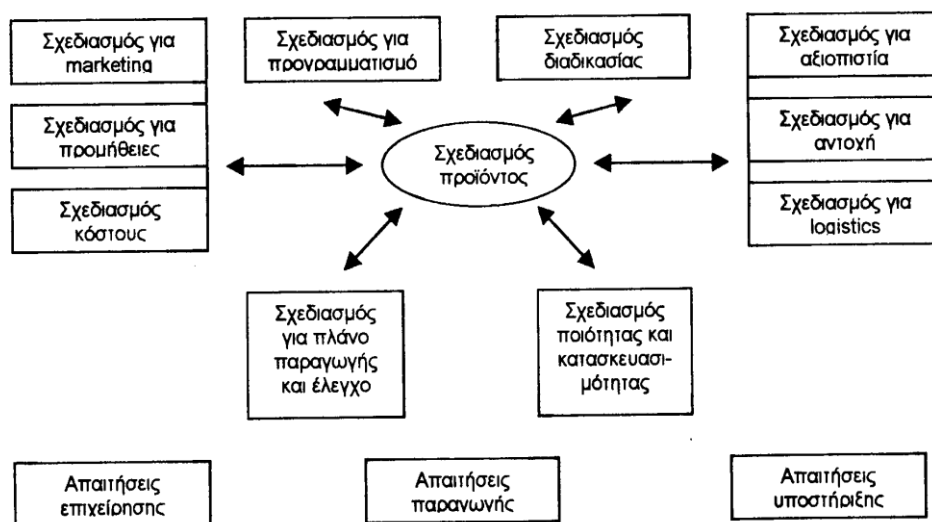 Σχεδιασμός για
marketing
Σχεδιασμός για
προγραμματισμό
Σχεδιασμός
διαδικασίας
Σχεδιασμός για
αξιοπιστία
Σχεδιασμός για
προμήθειες
Σχεδιασμός
προϊόντος
Σχεδιασμός για
αντοχή
Σχεδιασμός
κόστους
Σχεδιασμός για
logistics
Σχεδιασμός
για πλάνο
παραγωγής
και έλεγχο
Σχεδιασμός
ποιότητας και
κατασκευασι-
μότητας
Απαιτήσεις
επιχείρησης
Απαιτήσεις
παραγωγής
Απαιτήσεις
υποστήριξης